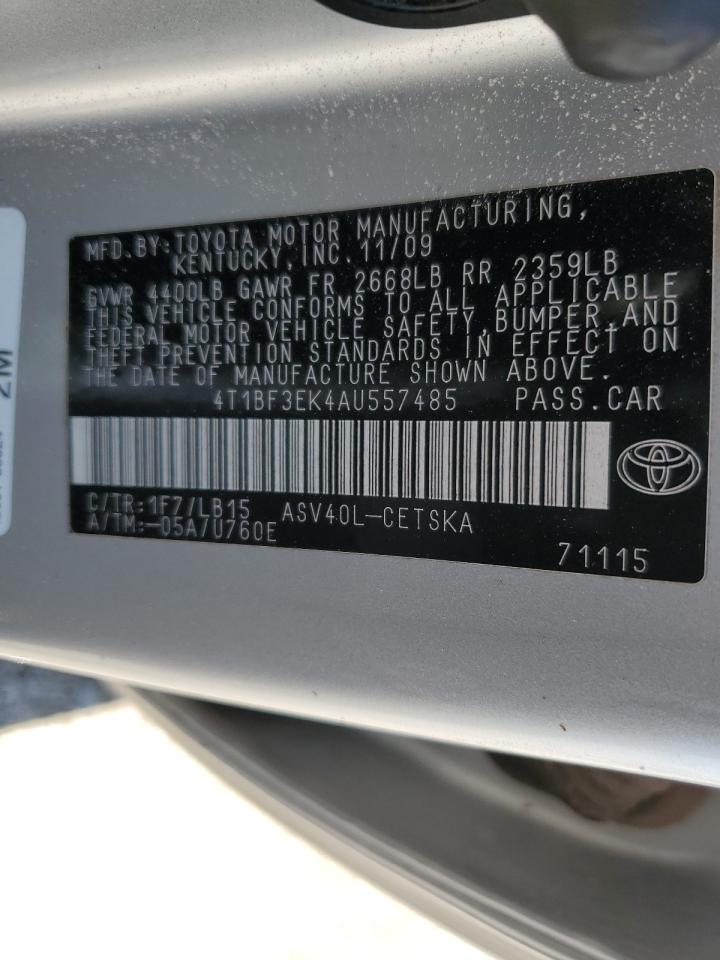 MFD.BY:TOYOTA MOTOR MANUFACTURING,
KENTUCKY,INC.11/09
GVWR 4400LB GAWR FR 2668LB RR 2359LB
THIS VEHICLE CONFORMS TO ALL APPLICABLE
FEDERAL MOTOR VEHICLE SAFETY,BUMPER,AND
THEFT PREVENTION STANDARDS IN EFFECT ON
THE DATE OF MANUFACTURE SHOWN ABOVE.
4T1BF3EK4AU557485 PASS.CAR
C/TR:1F7/LB15 ASV40L-CETSKA
A/TM:-05A/U760E
71115
2M